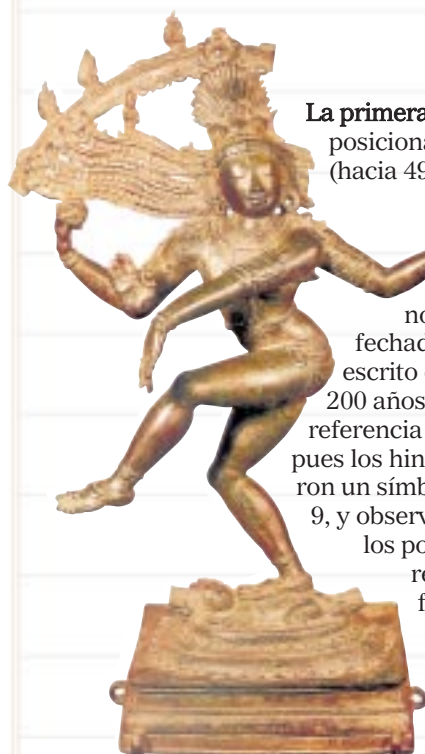 La primera
posiciona
(hacia 49
no
fechad
escrito
200 años
referencia
pues los hin
ron un símb
9, y observ
los po
re
f